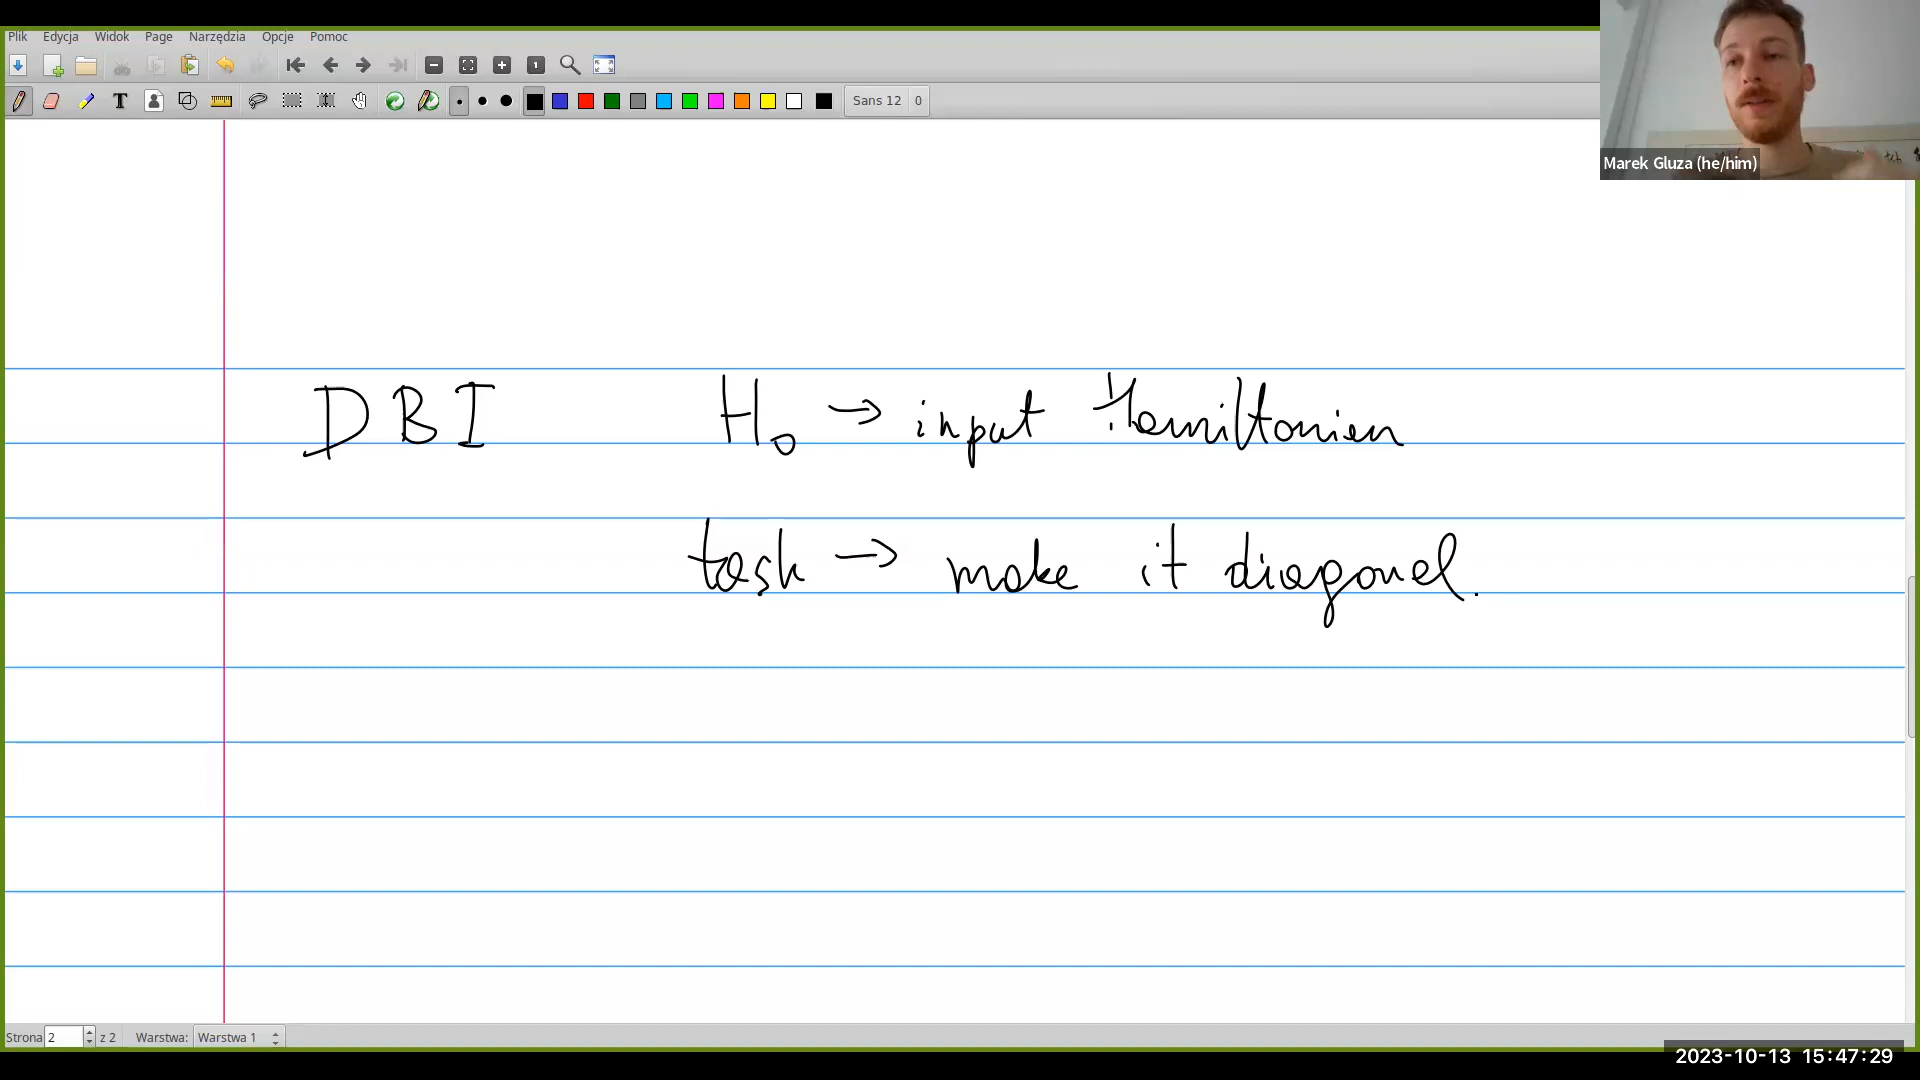 Plik Edycja Widok Page Narzędzia Opcje Pomoc
T Sans 12 0
Marek Gluza (he/him)
DBI H₀ → input Hamiltonian
task → make it diagonal.
Strona 2 z 2 Warstwa: Warstwa 1
2023-10-13 15:47:29